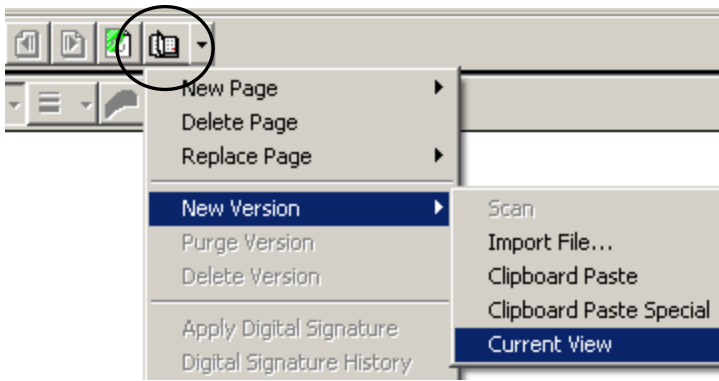 New Page
Delete Page
Replace Page
New Version
Purge Version
Delete Version
Apply Digital Signature
Digital Signature History
Scan
Import File...
Clipboard Paste
Clipboard Paste Special
Current View